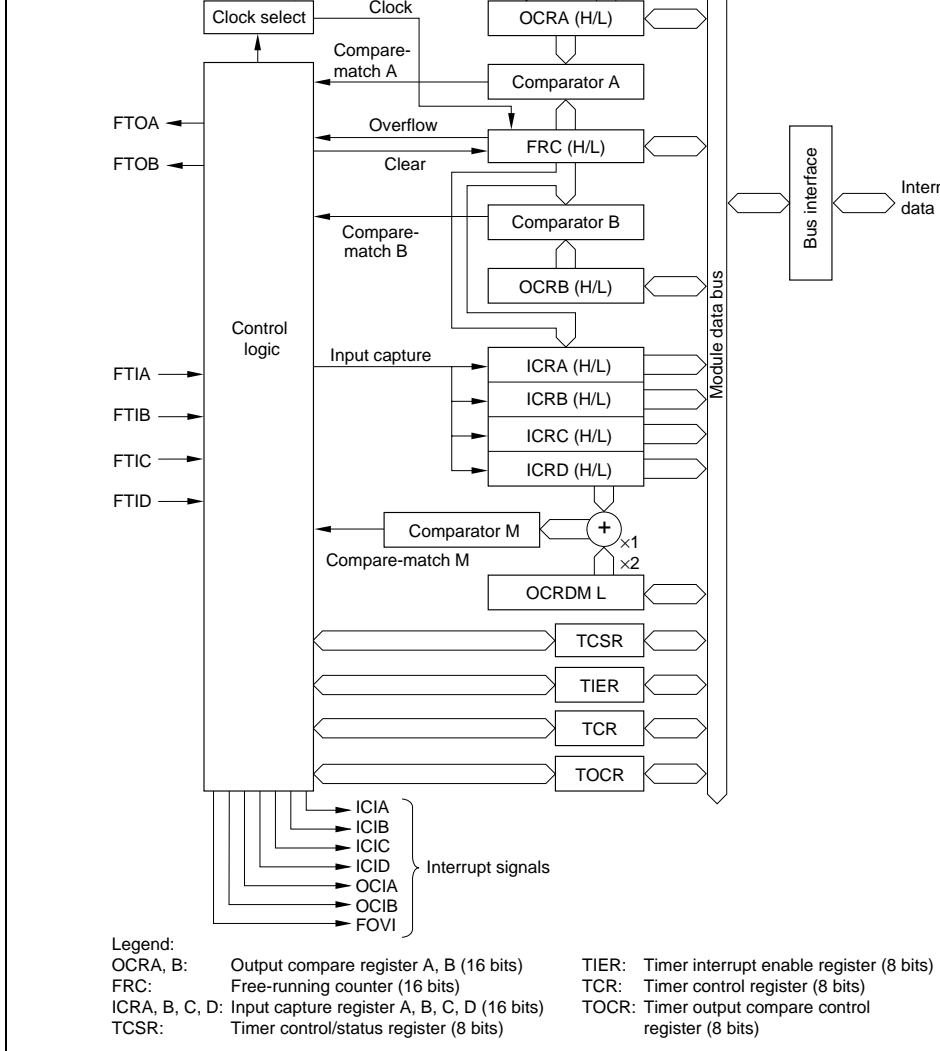 Clock
Clock select
OCRA (H/L)
Compare-
match A
Comparator A
FTOA
Overflow
FRC (H/L)
FTOB
Clear
Bus interface
data
Compare-
match B
Comparator B
OCRB (H/L)
Module data bus
Control
logic
Input capture
ICRA (H/L)
FTIA
ICRB (H/L)
FTIB
ICRC (H/L)
FTIC
ICRD (H/L)
FTID
Comparator M
+
×1
Compare-match M
×2
OCRDM L
TCSR
TIER
TCR
TOCR
ICIA
ICIB
ICIC
ICID
Interrupt signals
OCIA
OCIB
FOVI
Legend:
OCRA, B: Output compare register A, B (16 bits)
FRC: Free-running counter (16 bits)
ICRA, B, C, D: Input capture register A, B, C, D (16 bits)
TCSR: Timer control/status register (8 bits)
TIER: Timer interrupt enable register (8 bits)
TCR: Timer control register (8 bits)
TOCR: Timer output compare control
register (8 bits)